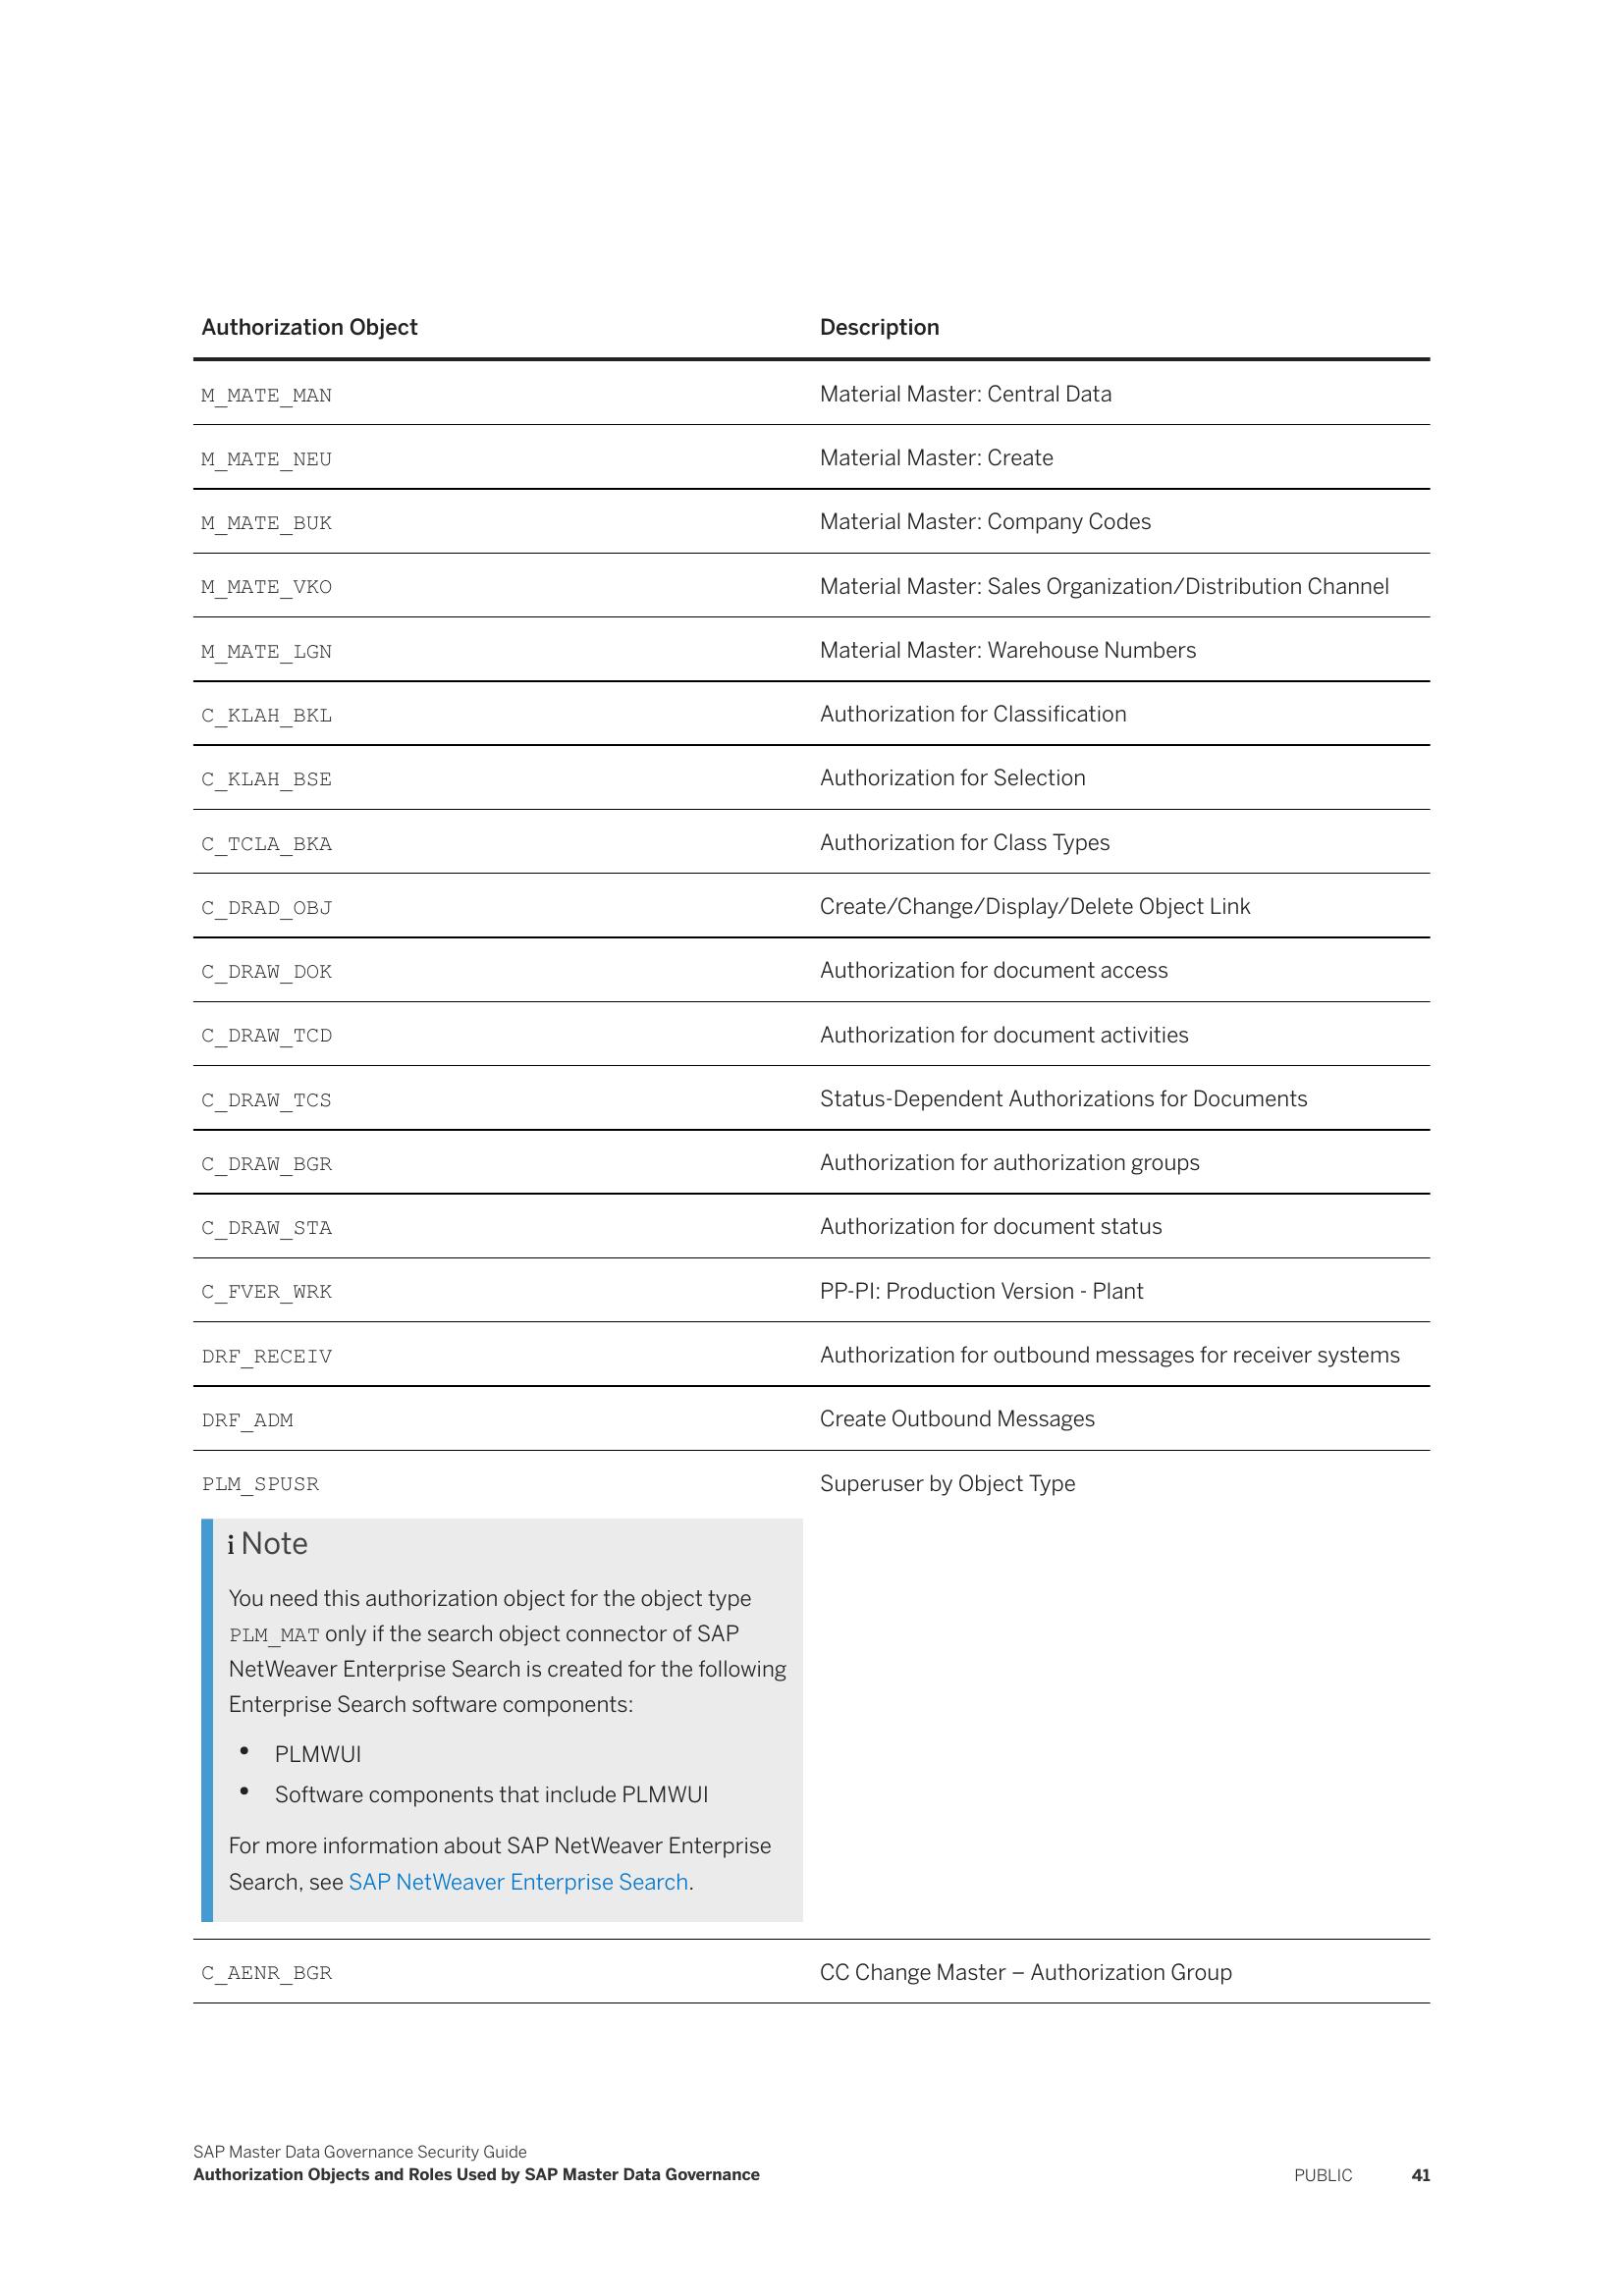 Authorization Object Description
M_MATE_MAN Material Master: Central Data
M_MATE_NEU Material Master: Create
M_MATE_BUK Material Master: Company Codes
M_MATE_VKO Material Master: Sales Organization/Distribution Channel
M_MATE_LGN Material Master: Warehouse Numbers
C_KLAH_BKL Authorization for Classification
C_KLAH_BSE Authorization for Selection
C_TCLA_BKA Authorization for Class Types
C_DRAD_OBJ Create/Change/Display/Delete Object Link
C_DRAW_DOK Authorization for document access
C_DRAW_TCD Authorization for document activities
C_DRAW_TCS Status-Dependent Authorizations for Documents
C_DRAW_BGR Authorization for authorization groups
C_DRAW_STA Authorization for document status
C_FVER_WRK PP-PI: Production Version - Plant
DRF_RECEIV Authorization for outbound messages for receiver systems
DRF_ADM Create Outbound Messages
PLM_SPUSR Superuser by Object Type
i Note
You need this authorization object for the object type
PLM_MAT only if the search object connector of SAP
NetWeaver Enterprise Search is created for the following
Enterprise Search software components:
• PLMWUI
• Software components that include PLMWUI
For more information about SAP NetWeaver Enterprise
Search, see SAP NetWeaver Enterprise Search.
C_AENR_BGR CC Change Master – Authorization Group
SAP Master Data Governance Security Guide
Authorization Objects and Roles Used by SAP Master Data Governance PUBLIC 41